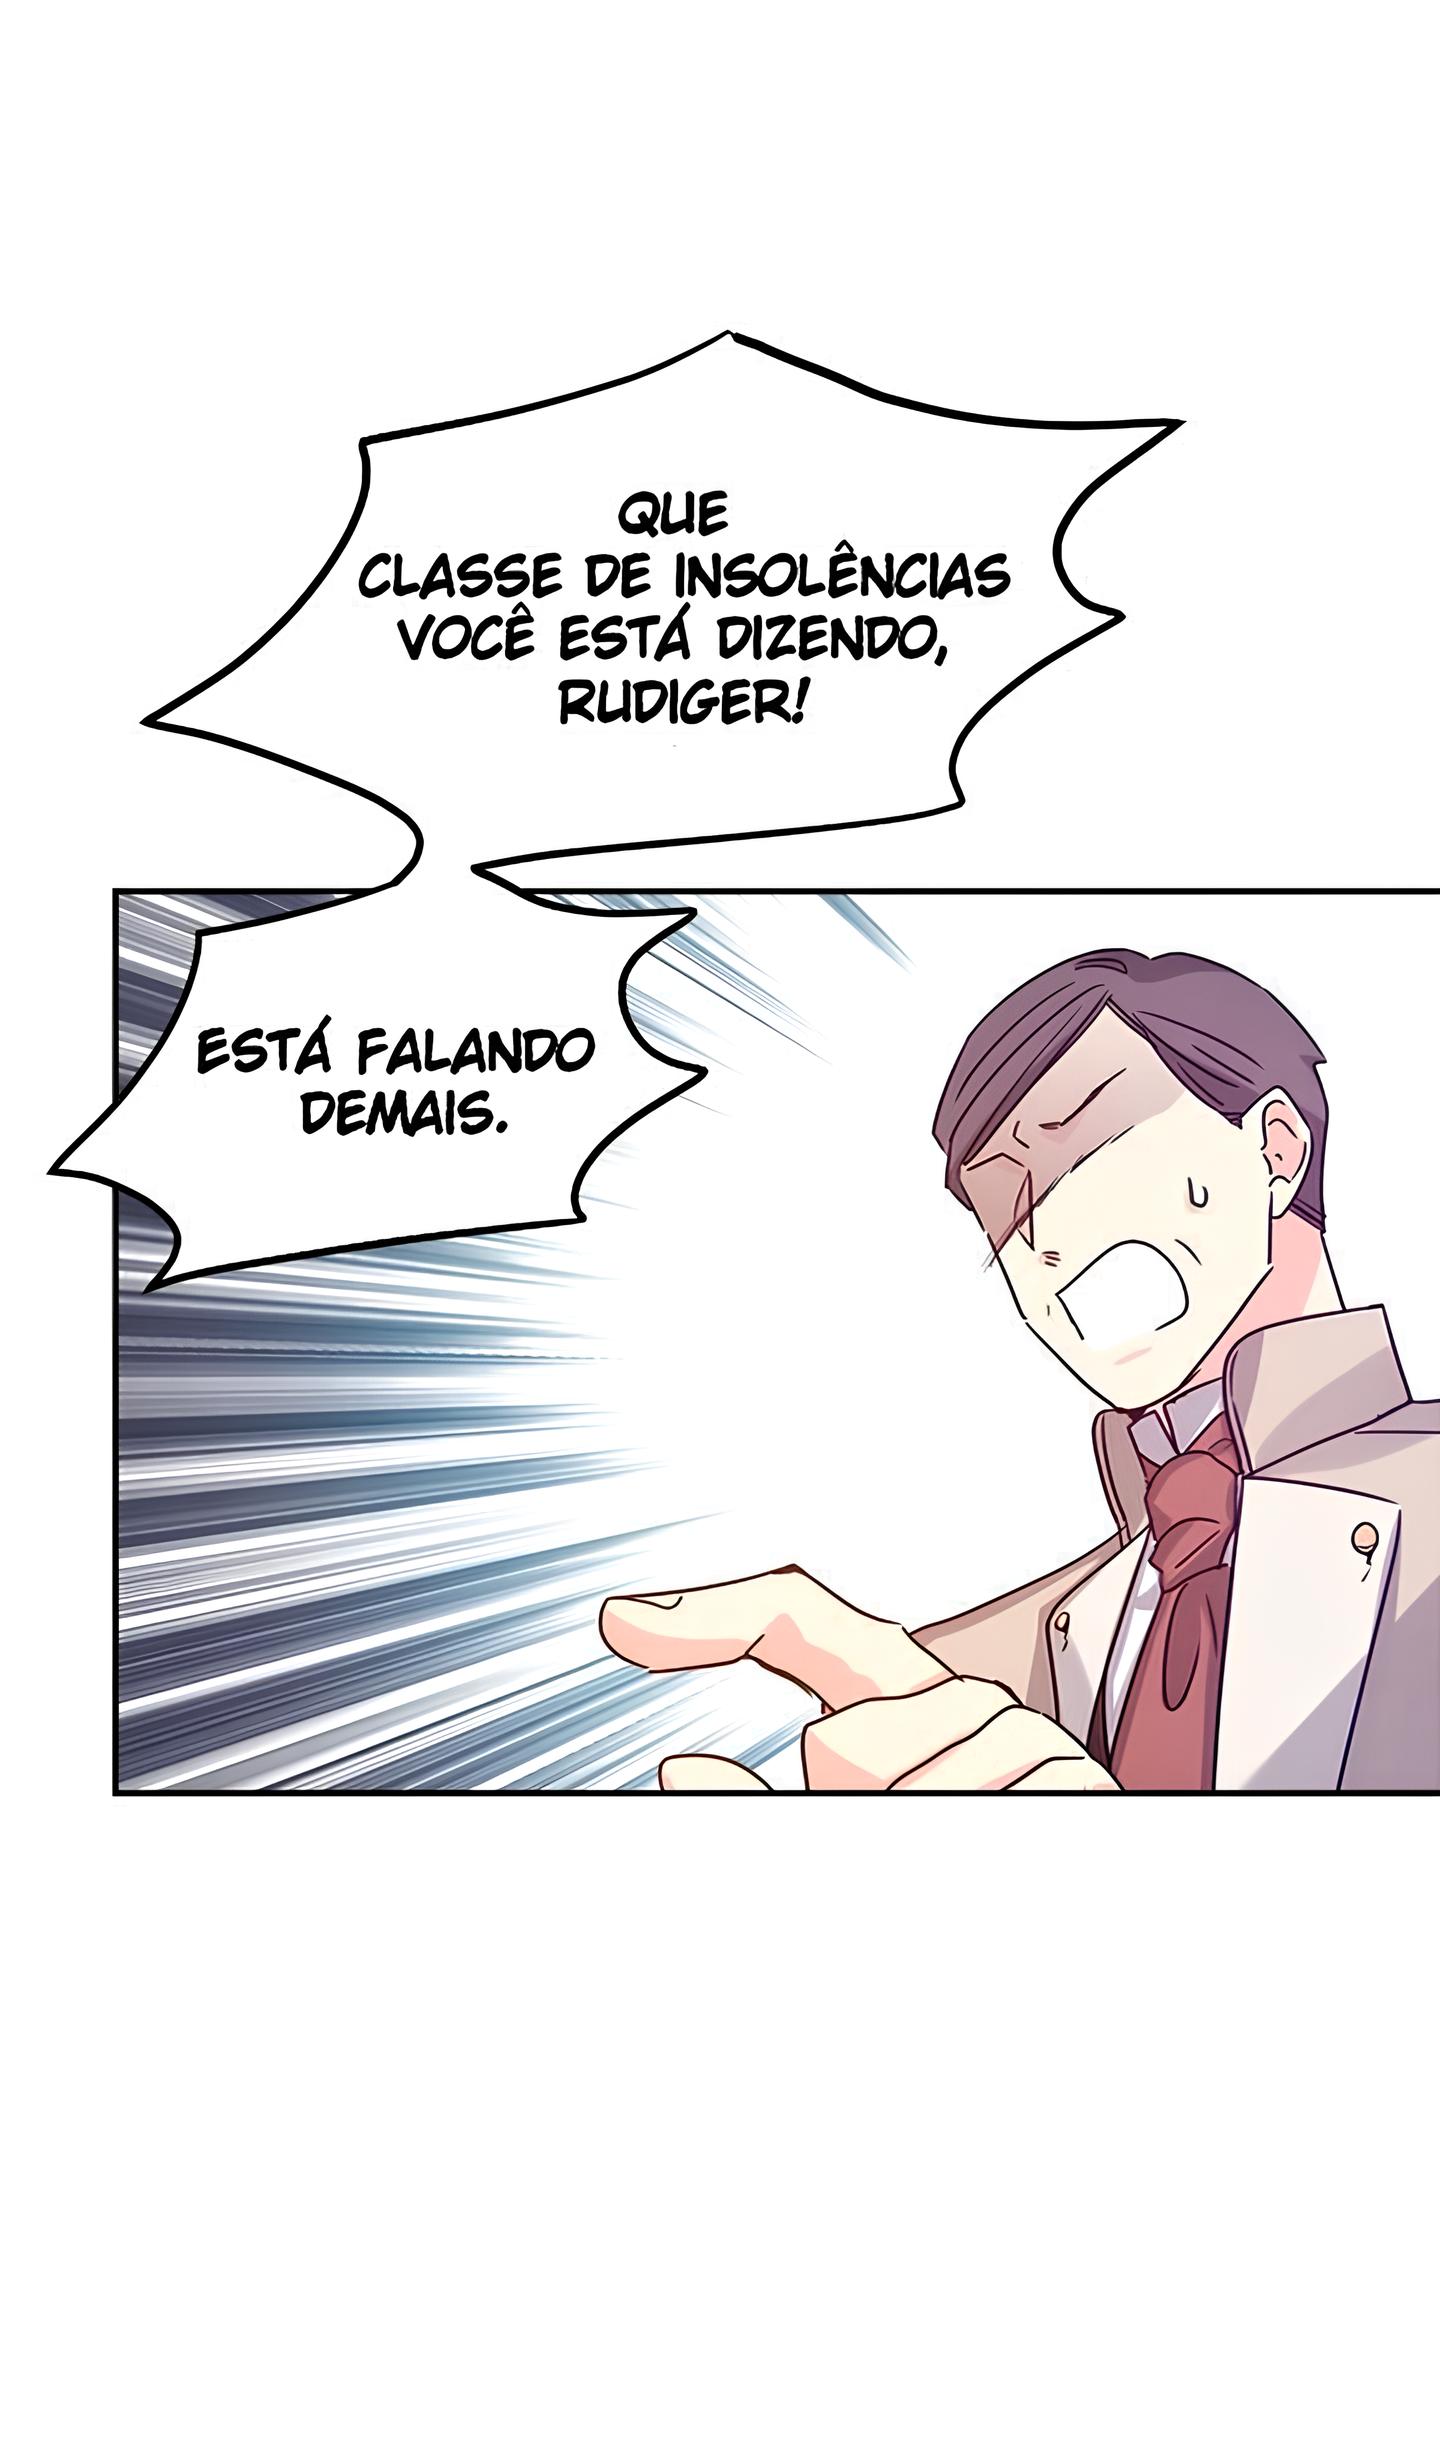 QUE
CLASSE DE INSOLÊNCIAS
VOCÊ ESTÁ DIZENDO,
RUDIGER!
ESTÁ FALANDO
DEMAIS.